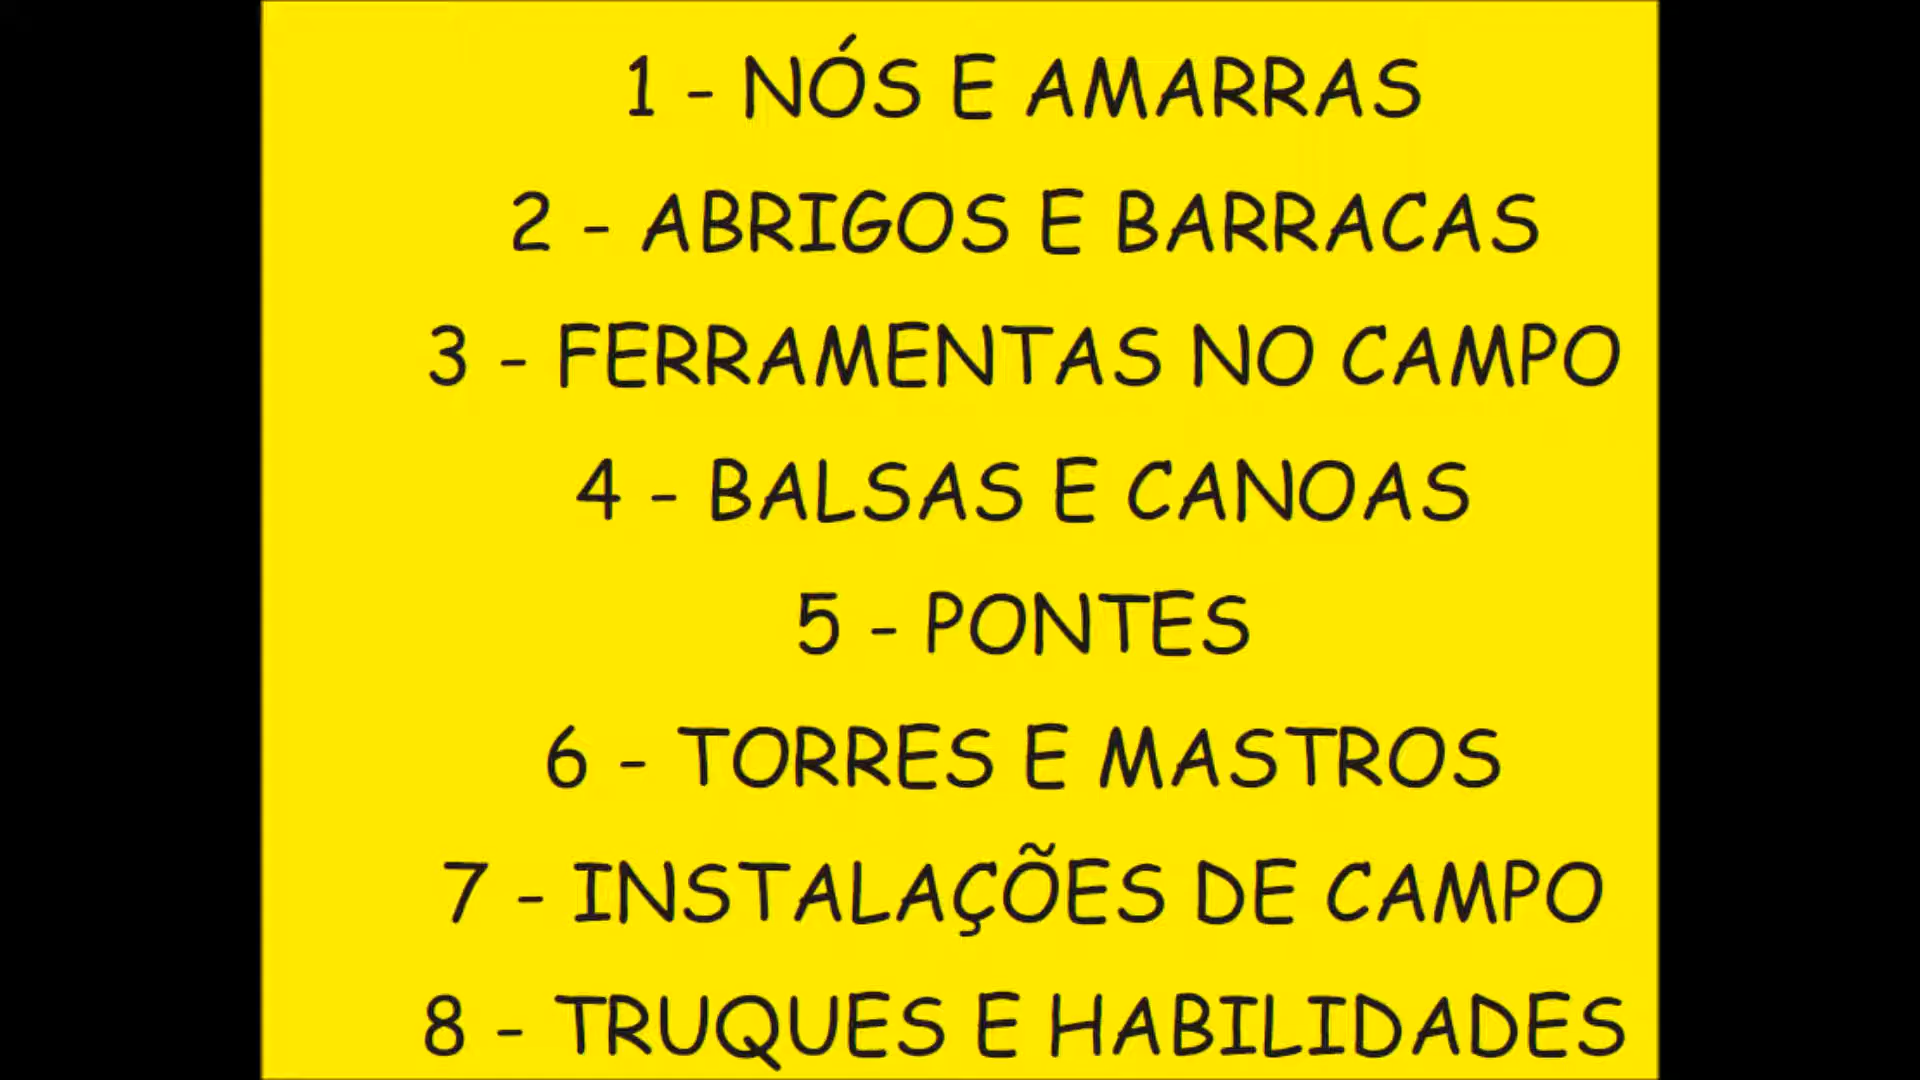 1 - NÓS E AMARRAS
2 - ABRIGOS E BARRACAS
3 - FERRAMENTAS NO CAMPO
4 - BALSAS E CANOAS
5 - PONTES
6 - TORRES E MASTROS
7 - INSTALAÇÕES DE CAMPO
8 - TRUQUES E HABILIDADES